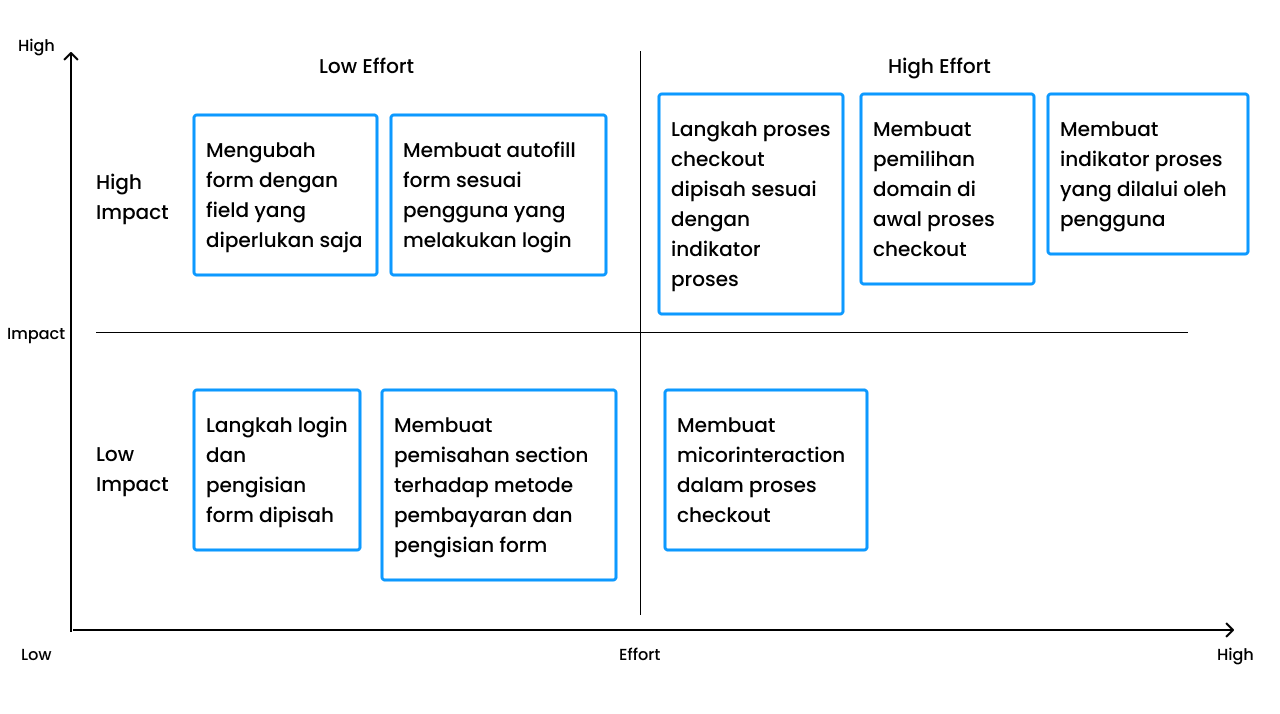 High
Low Effort
High Effort
High
Impact
Mengubah
form dengan
field yang
diperlukan saja
Membuat autofill
form sesuai
pengguna yang
melakukan login
Langkah proses
checkout
dipisah sesuai
dengan
indikator
proses
Membuat
pemilihan
domain di
awal proses
checkout
Membuat
indikator proses
yang dilalui oleh
pengguna
Impact
Low
Impact
Langkah login
dan
pengisian
form dipisah
Membuat
pemisahan section
terhadap metode
pembayaran dan
pengisian form
Membuat
micorinteraction
dalam proses
checkout
Low
Effort
High